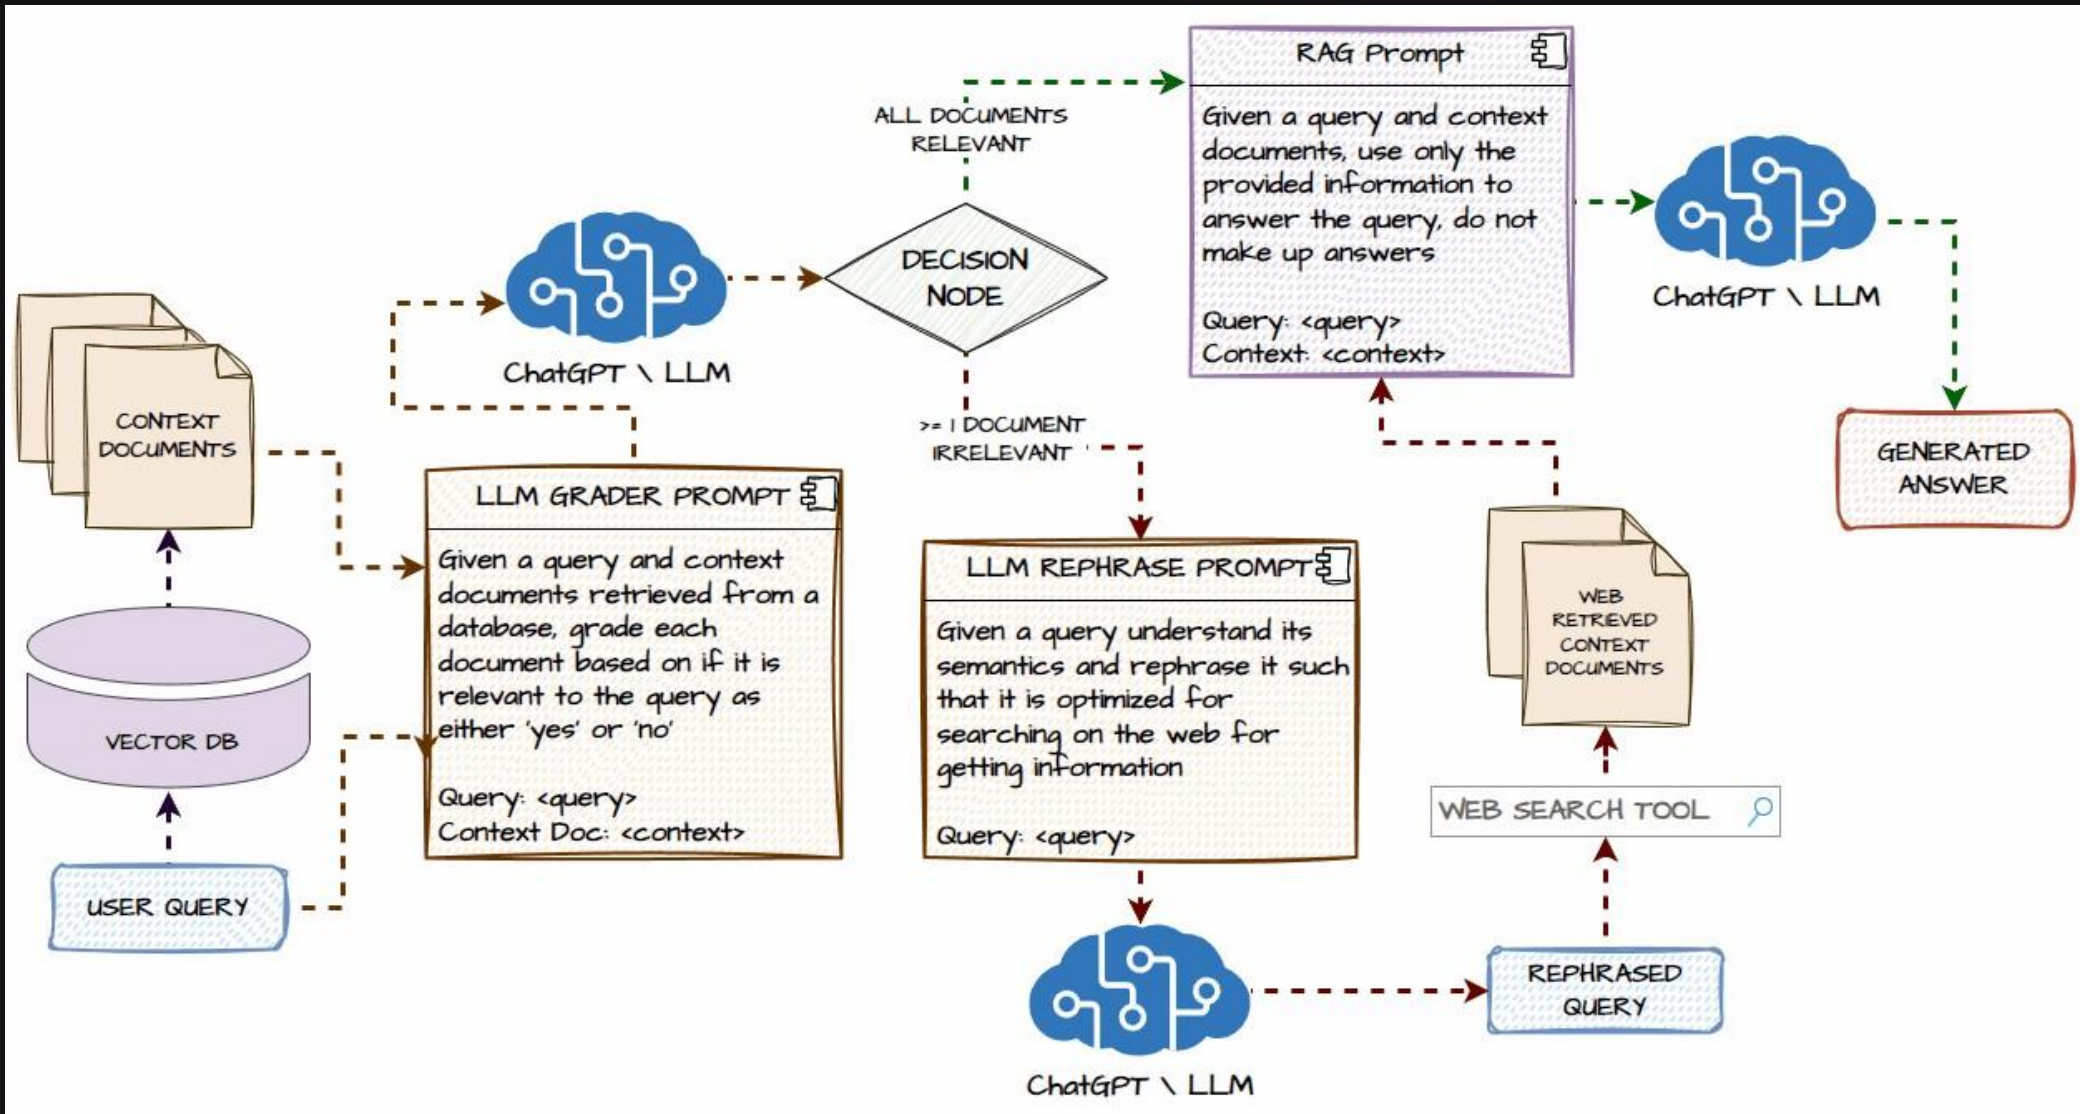 CONTEXT
DOCUMENTS
VECTOR DB
USER QUERY
ChatGPT \ LLM
LLM GRADER PROMPT
Given a query and context
documents retrieved from a
database, grade each
document based on if it is
relevant to the query as
either 'yes' or 'no'
Query: <query>
Context Doc: <context>
DECISION
NODE
ALL DOCUMENTS
RELEVANT
>= 1 DOCUMENT
IRRELEVANT
LLM REPHRASE PROMPT
Given a query understand its
semantics and rephrase it such
that it is optimized for
searching on the web for
getting information
Query: <query>
ChatGPT \ LLM
REPHRASED
QUERY
WEB SEARCH TOOL
WEB
RETRIEVED
CONTEXT
DOCUMENTS
RAG Prompt
Given a query and context
documents, use only the
provided information to
answer the query, do not
make up answers
Query: <query>
Context: <context>
ChatGPT \ LLM
GENERATED
ANSWER